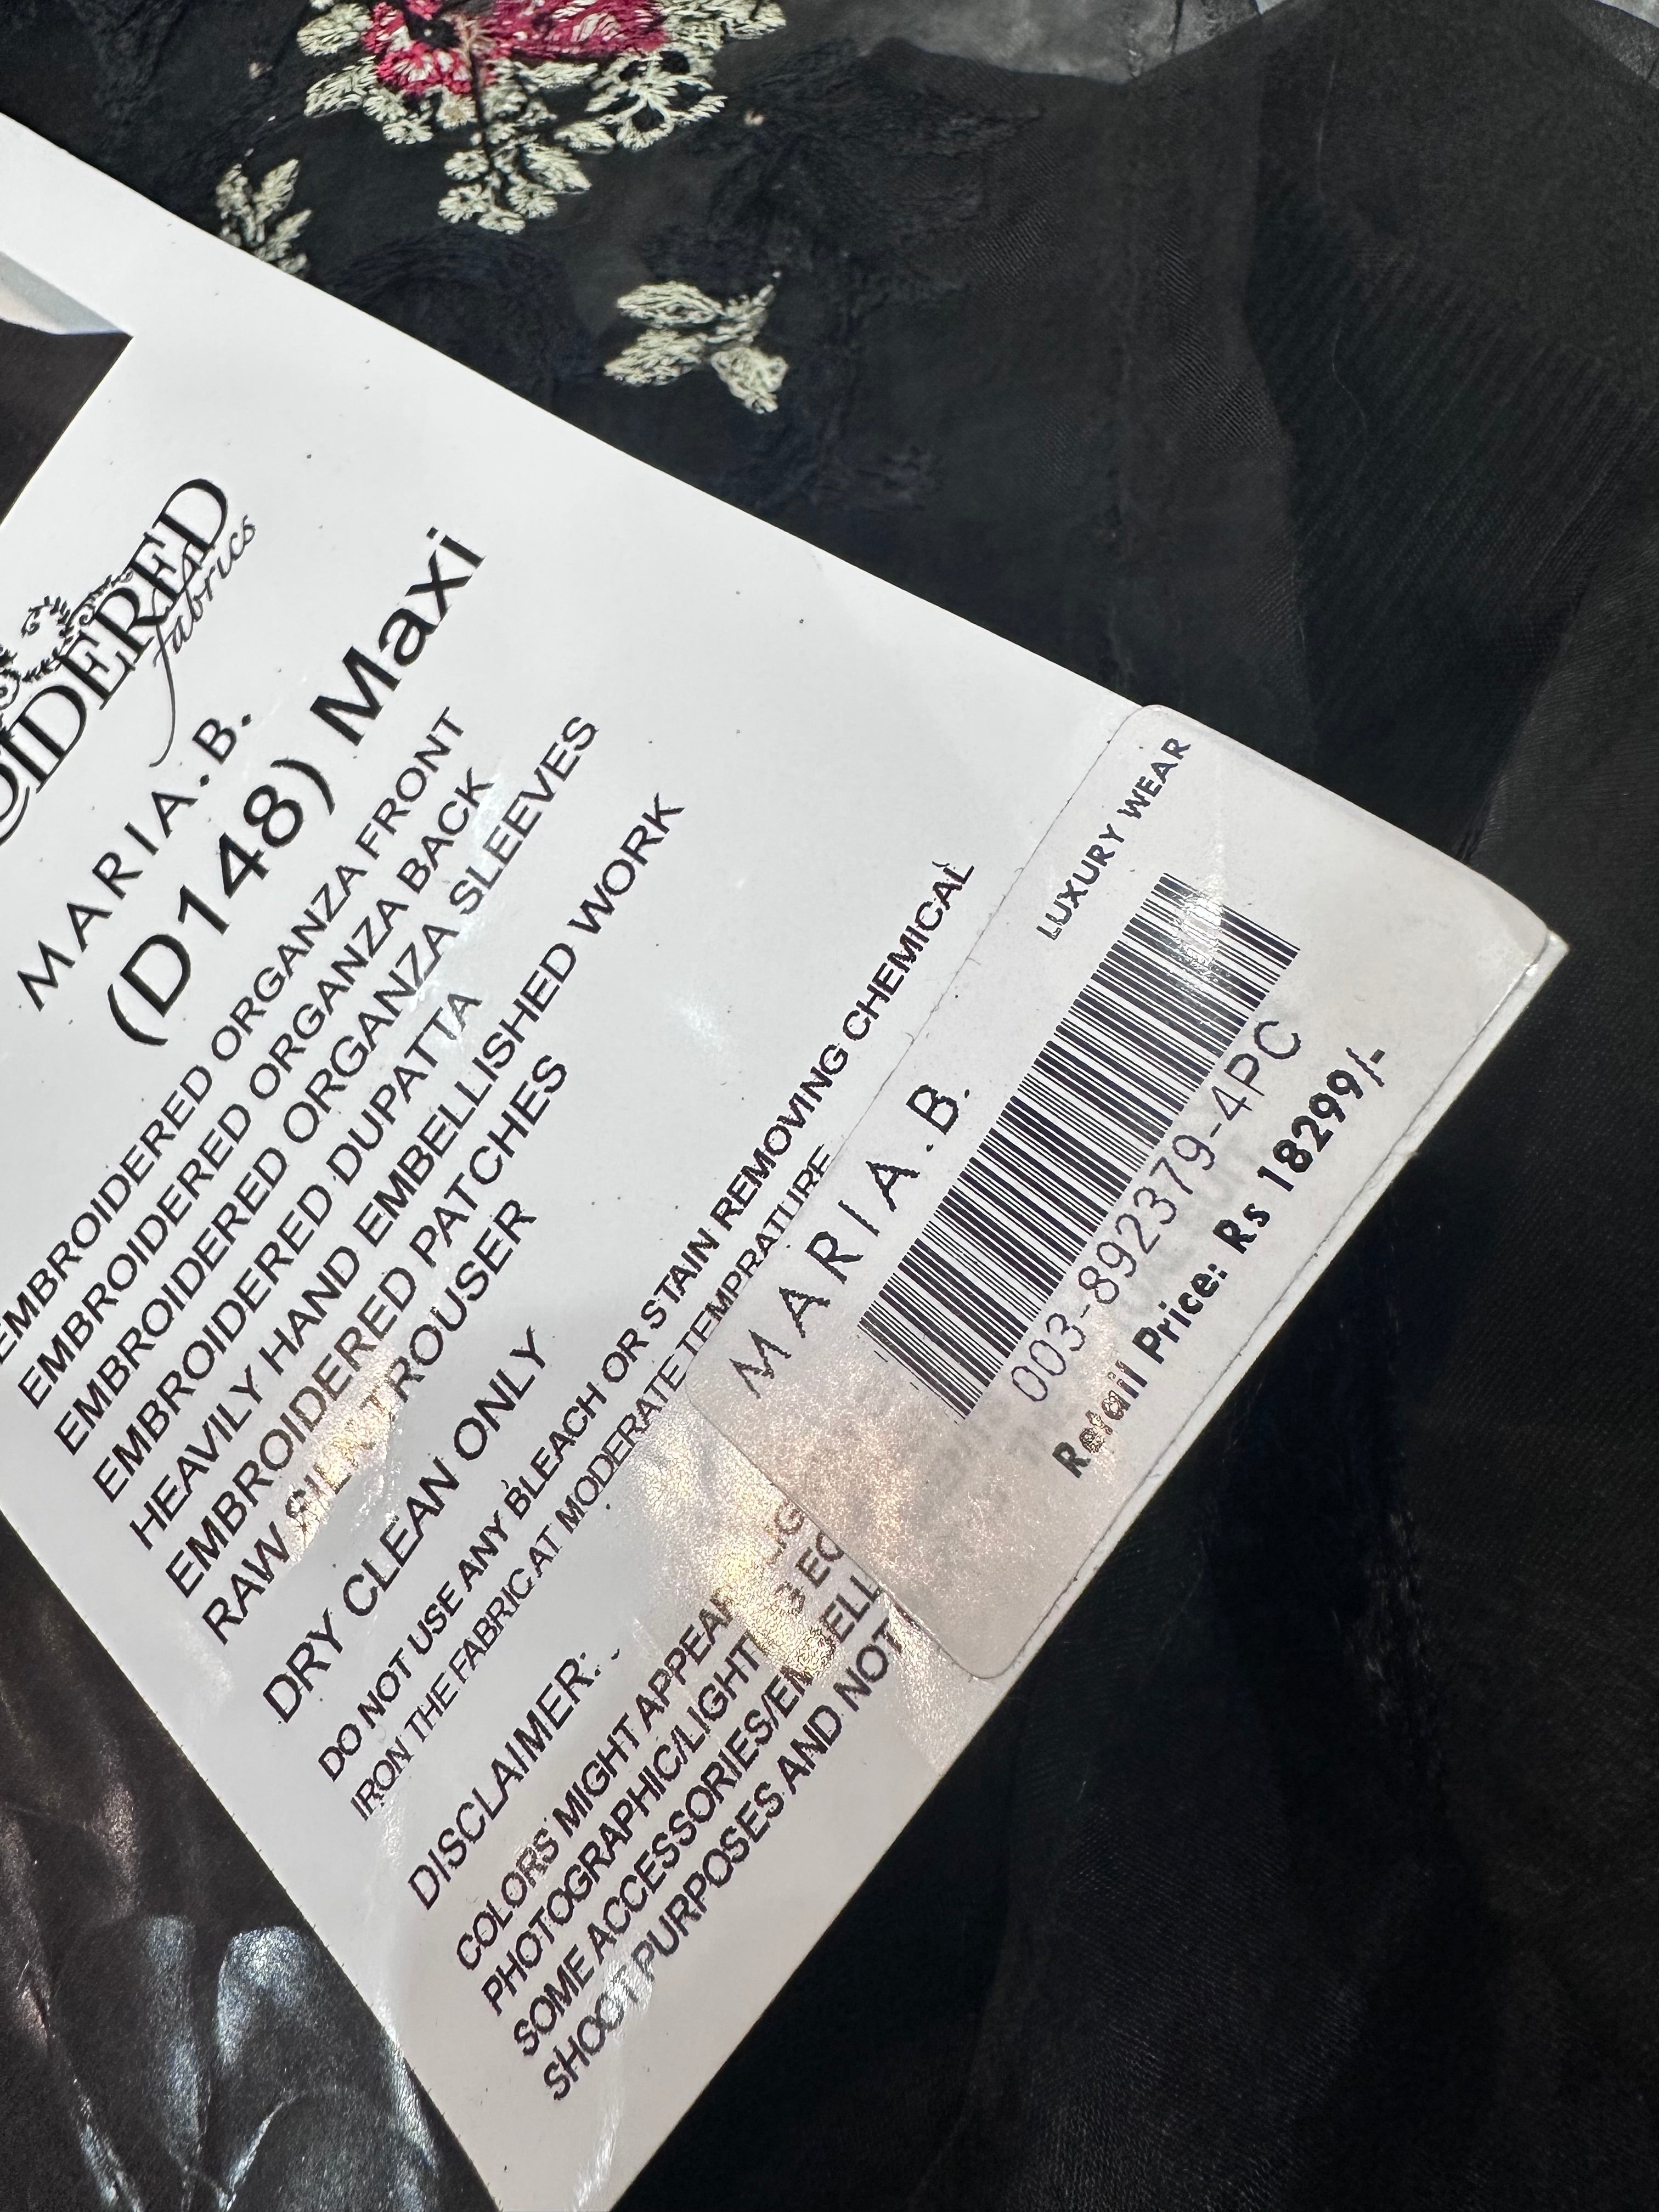 OIDERED
fabrics
MARIA.B.
(D148) Maxi
EMBROIDERED ORGANZA FRONT
EMBROIDERED ORGANZA BACK
EMBROIDERED ORGANZA SLEEVES
EMBROIDERED DUPATTA
HEAVILY HAND EMBELLISHED WORK
EMBROIDERED PATCHES
RAW SILK TROUSER
DRY CLEAN ONLY
DO NOT USE ANY BLEACH OR STAIN REMOVING CHEMICAL
IRON THE FABRIC AT MODERATE TEMPRATURE
DISCLAIMER:
COLORS MIGHT APPEAR
PHOTOGRAPHIC/LIGHTING
SOME ACCESSORIES/EMBELL
SHOOT PURPOSES AND NOT
LUXURY WEAR
MARIA.B.
003-892379-4PC
Retail Price: Rs 18299/-